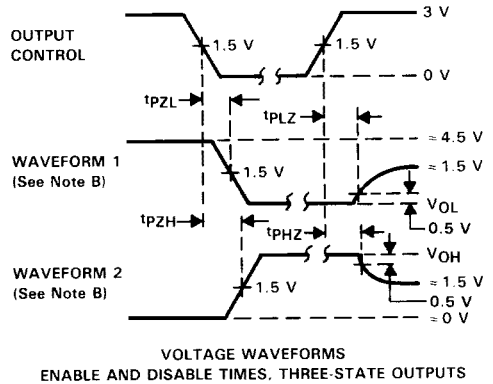 OUTPUT CONTROL
1.5 V
1.5 V
3 V
0 V
tPZL
tPLZ
≈ 4.5 V
WAVEFORM 1
(See Note B)
1.5 V
≈ 1.5 V
VOL
0.5 V
tPZH
tPHZ
VOH
WAVEFORM 2
(See Note B)
1.5 V
≈ 1.5 V
0.5 V
≈ 0 V
VOLTAGE WAVEFORMS
ENABLE AND DISABLE TIMES, THREE-STATE OUTPUTS